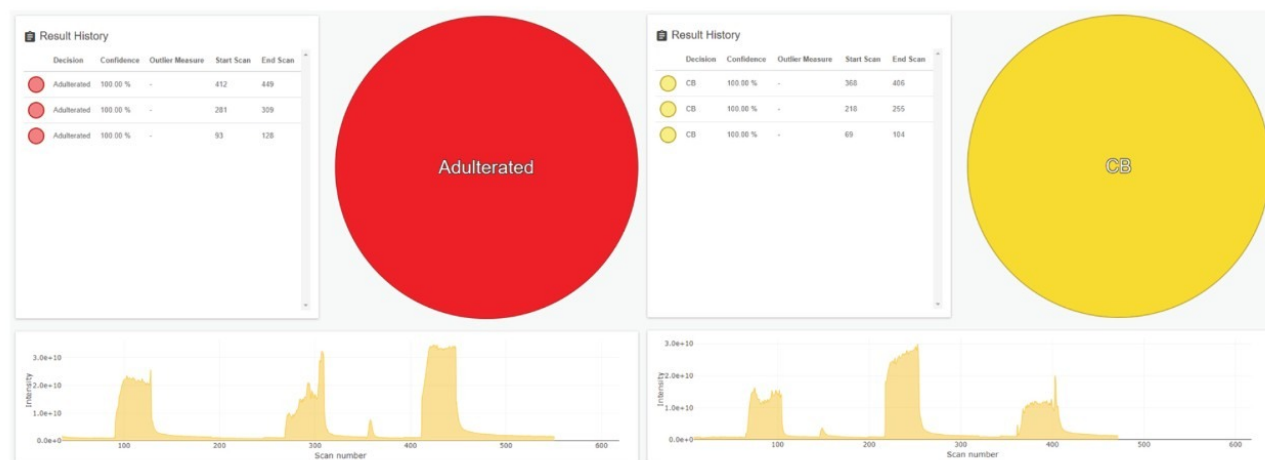 Result History
Decision Confidence Outlier Measure Start Scan End Scan
Adulterated 100.00 % - 412 449
Adulterated 100.00 % - 281 309
Adulterated 100.00 % - 93 128
Adulterated
Result History
Decision Confidence Outlier Measure Start Scan End Scan
CB 100.00 % - 368 406
CB 100.00 % - 218 255
CB 100.00 % - 69 104
CB
3.0e+10
2.0e+10
1.0e+10
0.0e+0
Intensity
100 200 300 400 500 600
Scan number
3.0e+10
2.0e+10
1.0e+10
0.0e+0
Intensity
100 200 300 400 500 600
Scan number